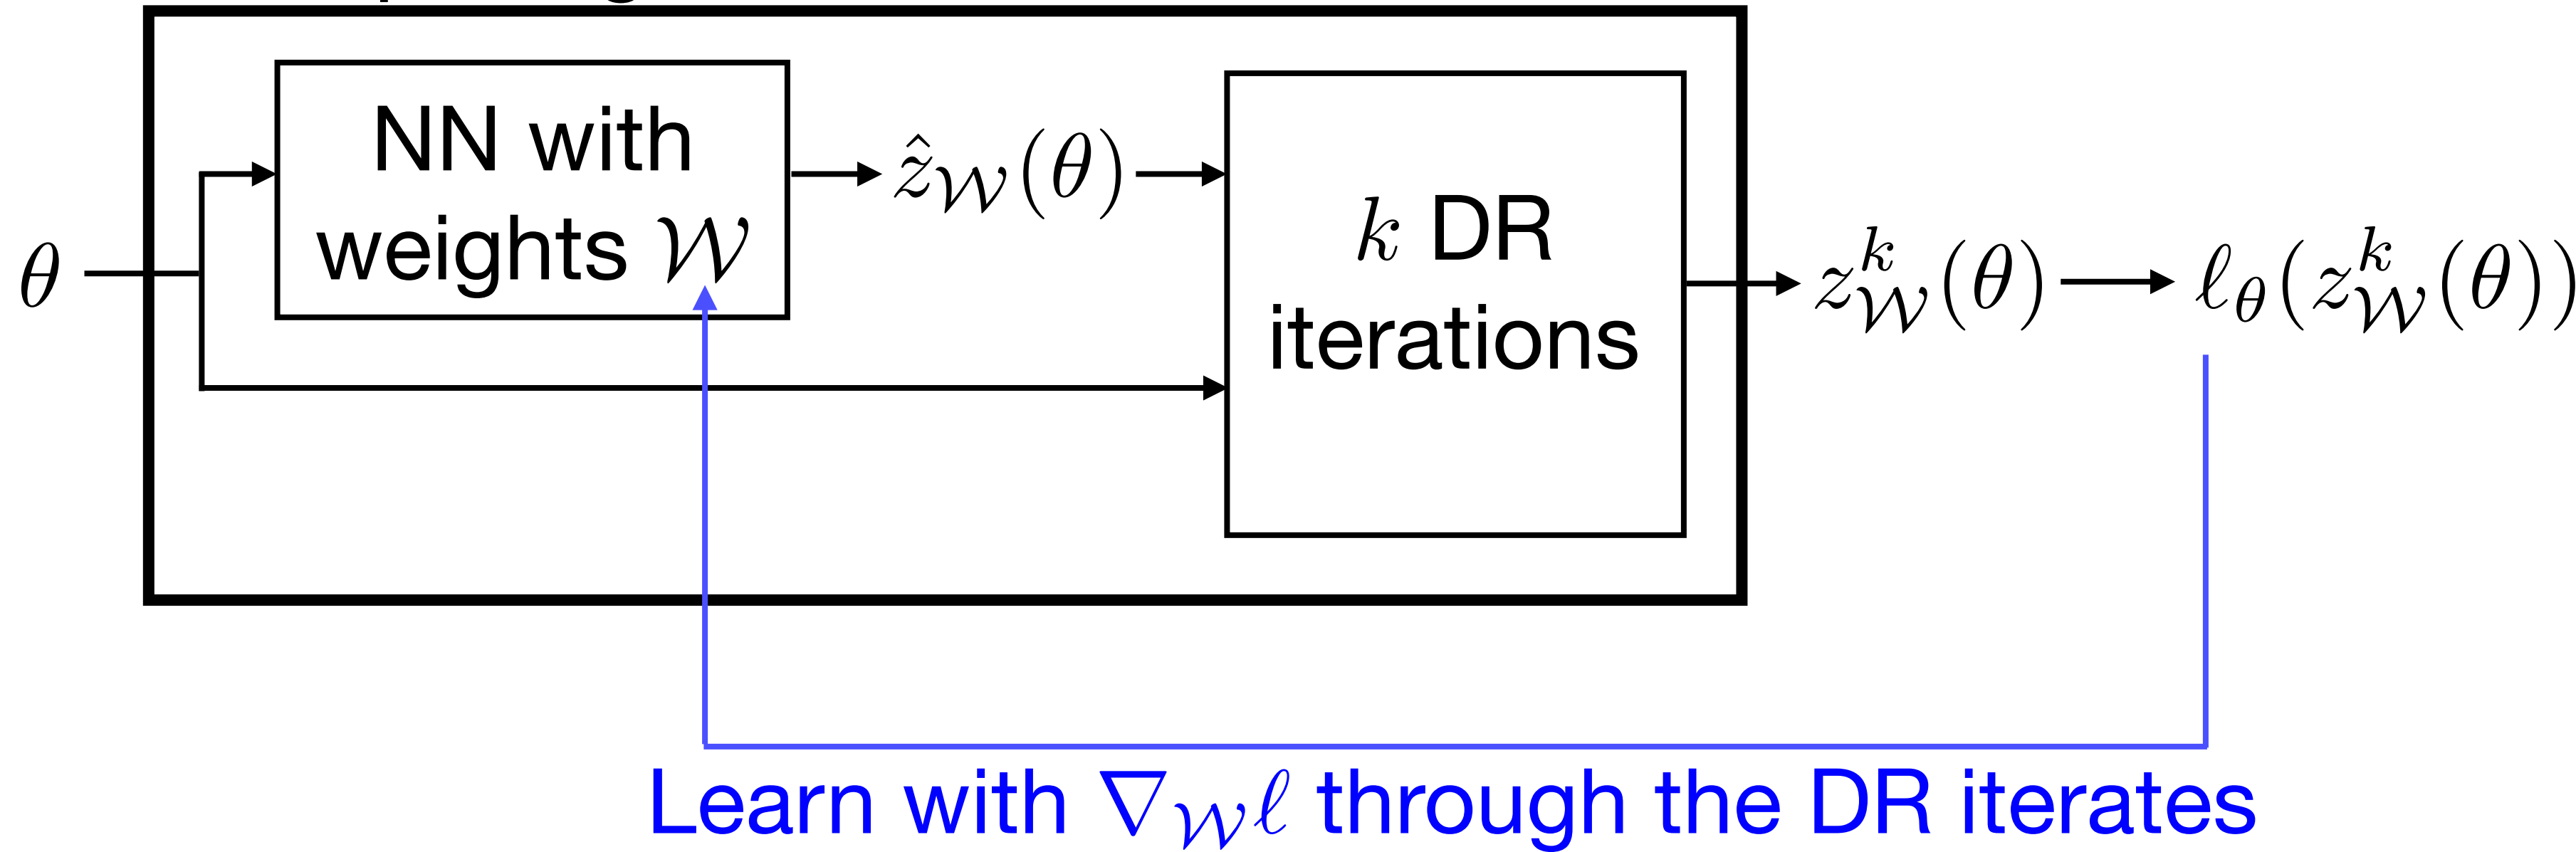 NN with
weights 𝒲
θ
ẑ_𝒲(θ)
k DR
iterations
z^k_𝒲(θ)
ℓ_θ(z^k_𝒲(θ))
Learn with ∇_𝒲ℓ through the DR iterates